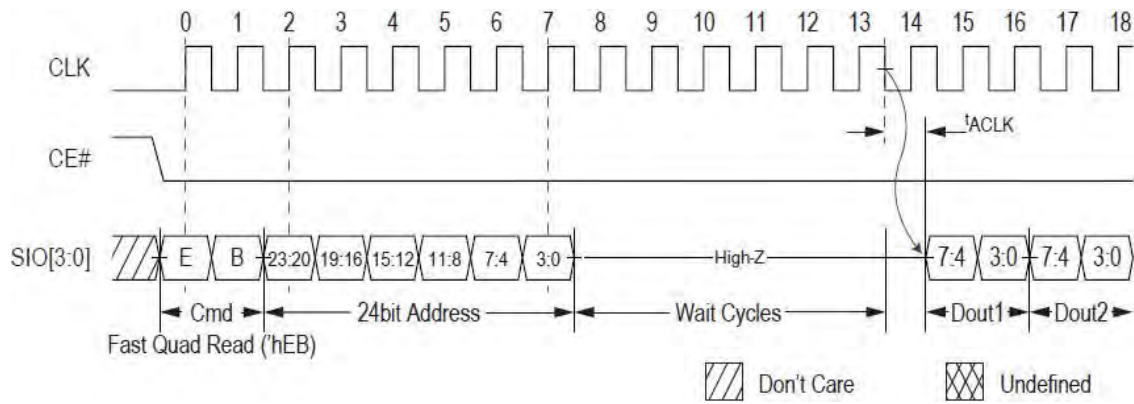 0 1 2 3 4 5 6 7 8 9 10 11 12 13 14 15 16 17 18
CLK
tACLK
CE#
SIO[3:0] E B 23:20 19:16 15:12 11:8 7:4 3:0 High-Z 7:4 3:0 7:4 3:0
Cmd 24bit Address Wait Cycles Dout1 Dout2
Fast Quad Read ('hEB)
Don't Care Undefined